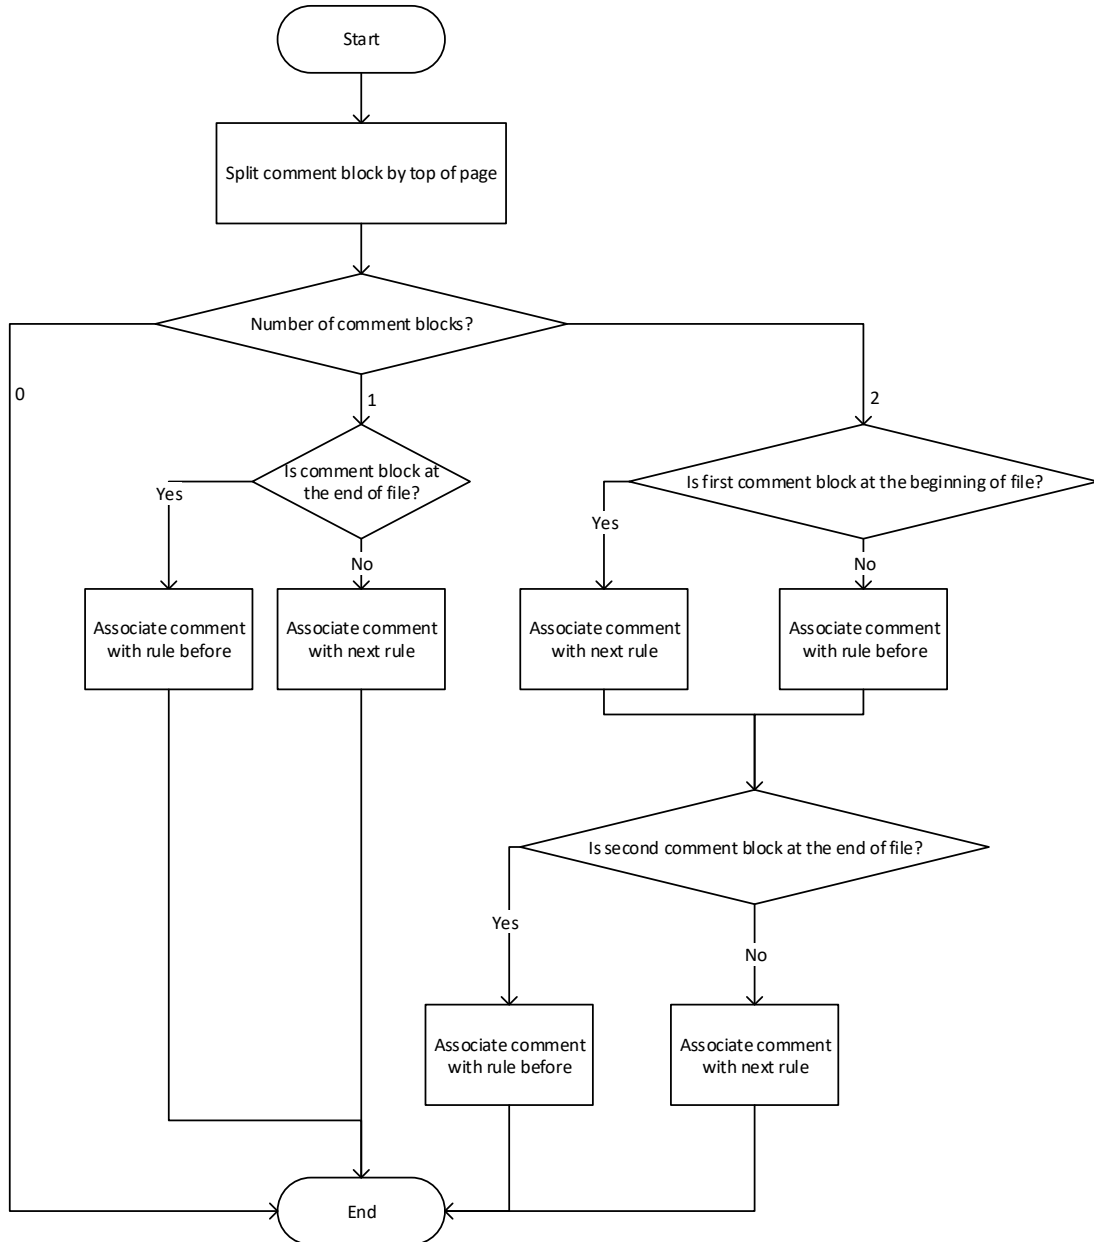 Start
Split comment block by top of page
Number of comment blocks?
0
1
2
Is comment block at
the end of file?
Is first comment block at the beginning of file?
Yes
No
Yes
No
Associate comment
with rule before
Associate comment
with next rule
Associate comment
with next rule
Associate comment
with rule before
Is second comment block at the end of file?
Yes
No
Associate comment
with rule before
Associate comment
with next rule
End